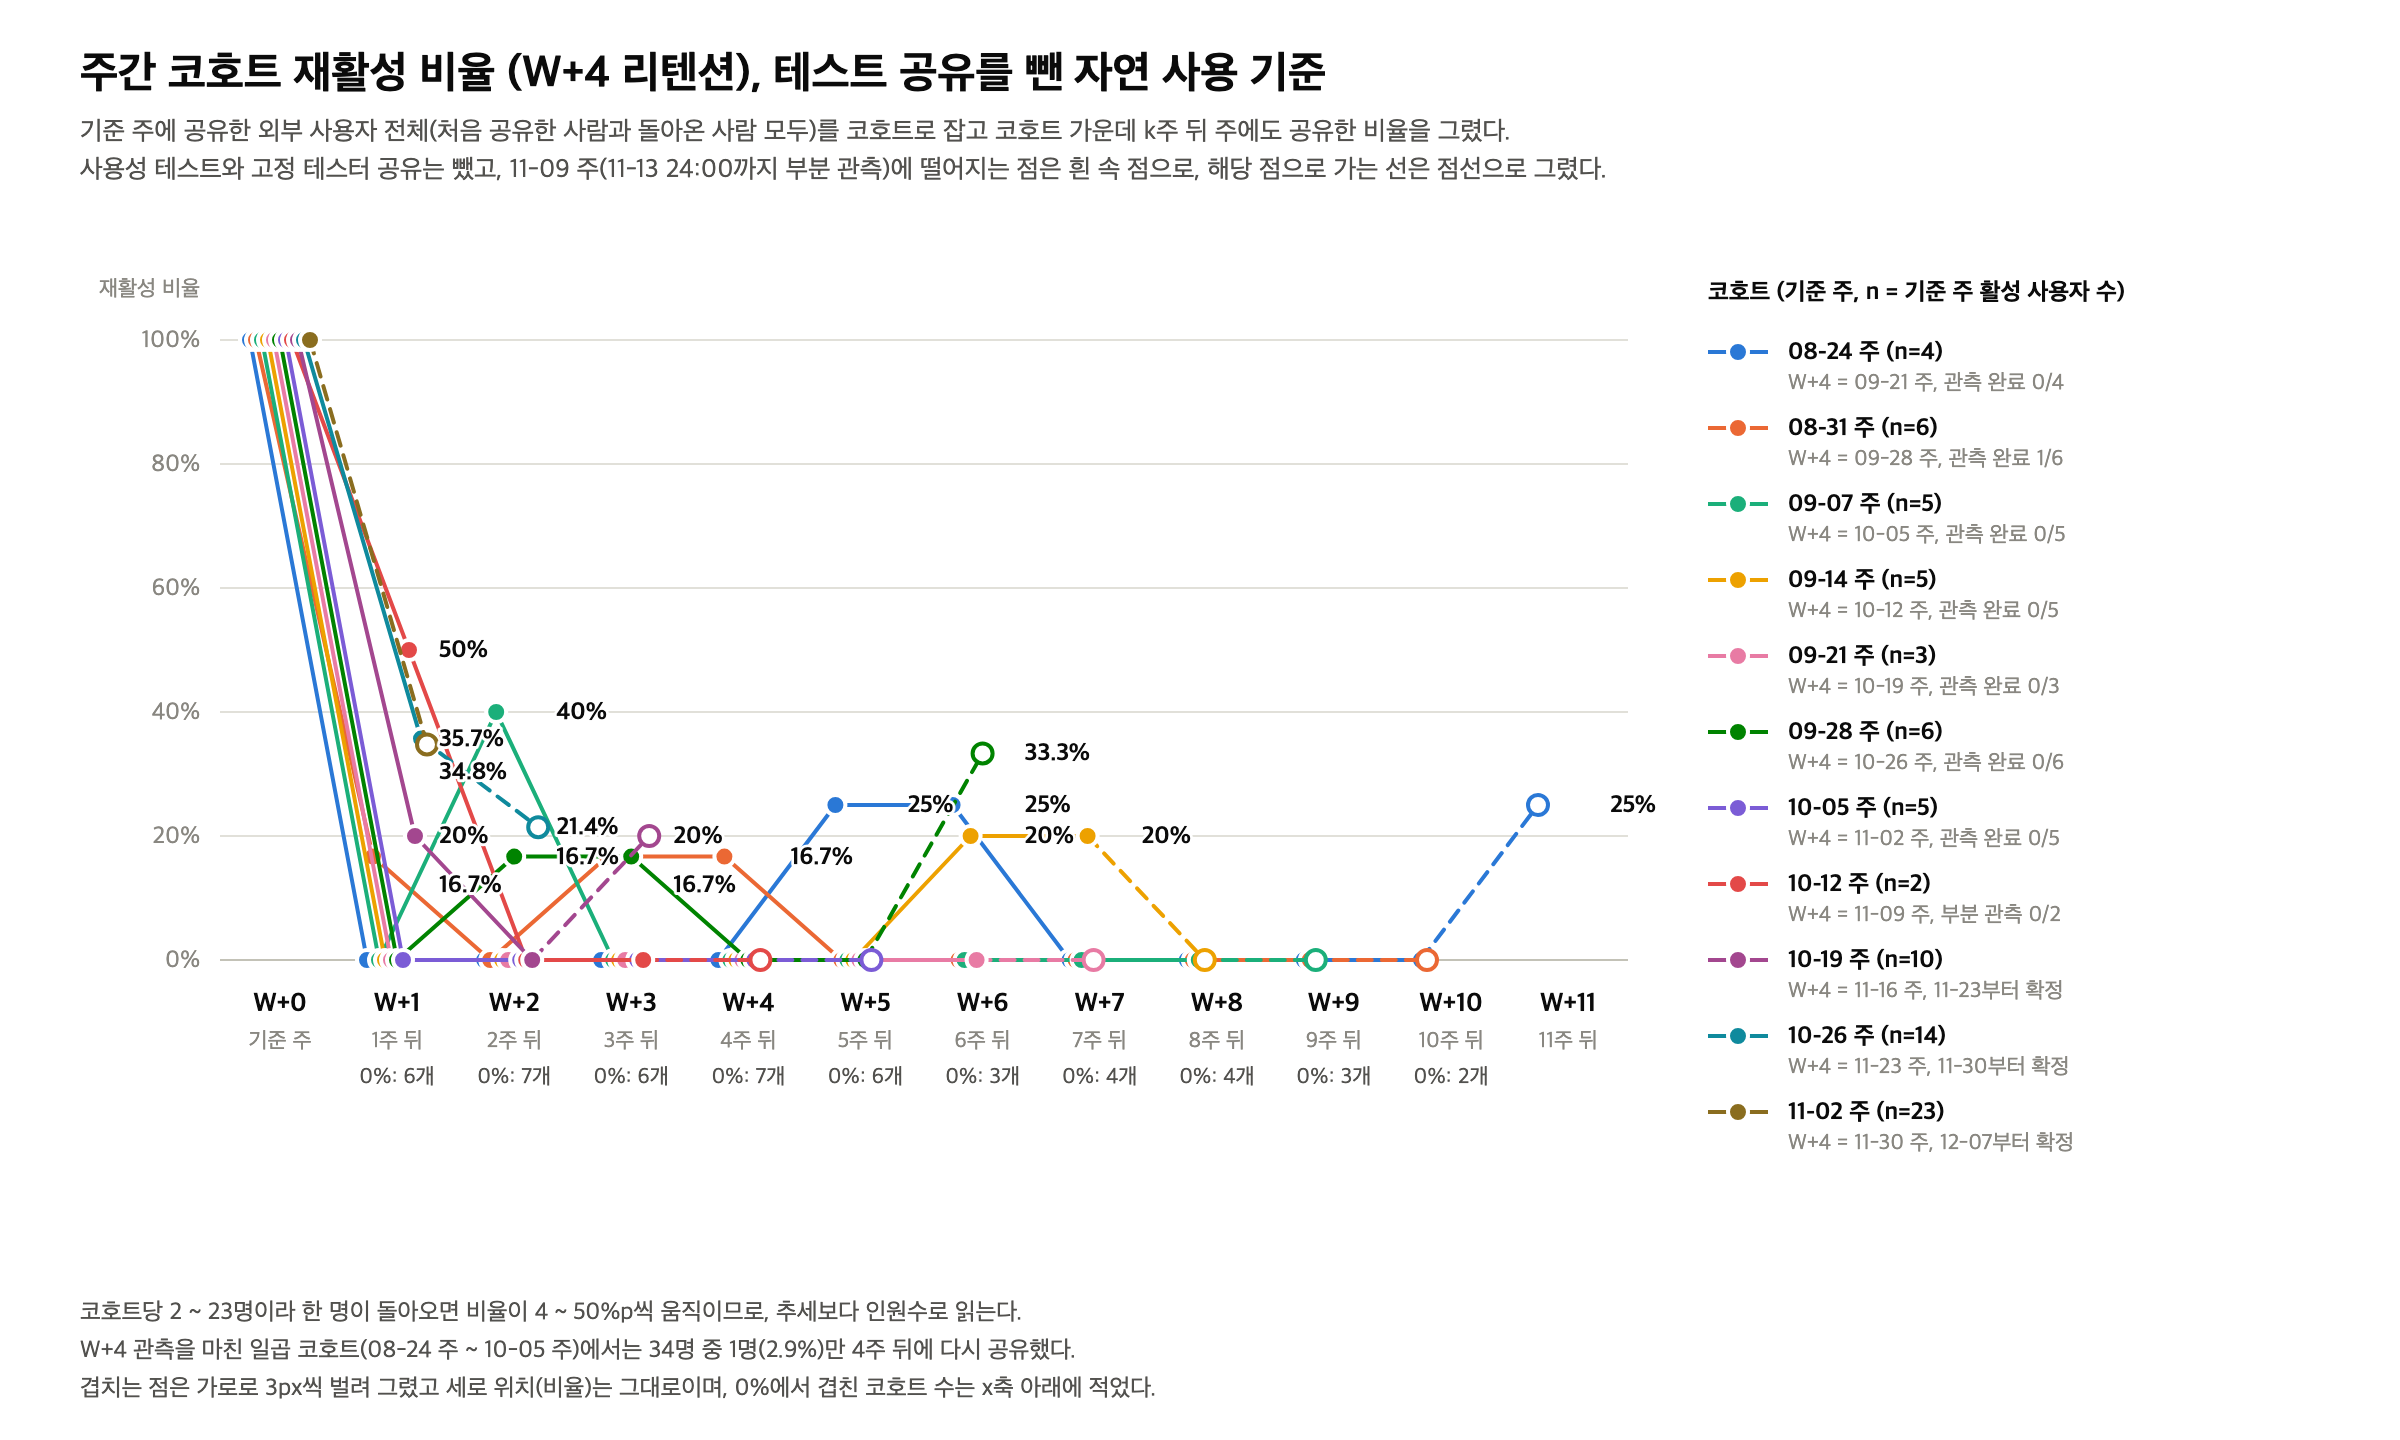 주간 코호트 재활성 비율 (W+4 리텐션), 테스트 공유를 뺀 자연 사용 기준
기준 주에 공유한 외부 사용자 전체(처음 공유한 사람과 돌아온 사람 모두)를 코호트로 잡고 코호트 가운데 k주 뒤 주에도 공유한 비율을 그렸다.
사용성 테스트와 고정 테스터 공유는 뺐고, 11-09 주(11-13 24:00까지 부분 관측)에 떨어지는 점은 흰 속 점으로, 해당 점으로 가는 선은 점선으로 그렸다.
재활성 비율
100%
80%
60%
40%
20%
0%
50%
35.7%
34.8%
20%
16.7%
40%
21.4%
16.7%
20%
16.7%
16.7%
25%
33.3%
25%
20%
20%
25%
W+0
W+1
W+2
W+3
W+4
W+5
W+6
W+7
W+8
W+9
W+10
W+11
기준 주
1주 뒤
2주 뒤
3주 뒤
4주 뒤
5주 뒤
6주 뒤
7주 뒤
8주 뒤
9주 뒤
10주 뒤
11주 뒤
0%: 6개
0%: 7개
0%: 6개
0%: 7개
0%: 6개
0%: 3개
0%: 4개
0%: 4개
0%: 3개
0%: 2개
코호트 (기준 주, n = 기준 주 활성 사용자 수)
08-24 주 (n=4)
W+4 = 09-21 주, 관측 완료 0/4
08-31 주 (n=6)
W+4 = 09-28 주, 관측 완료 1/6
09-07 주 (n=5)
W+4 = 10-05 주, 관측 완료 0/5
09-14 주 (n=5)
W+4 = 10-12 주, 관측 완료 0/5
09-21 주 (n=3)
W+4 = 10-19 주, 관측 완료 0/3
09-28 주 (n=6)
W+4 = 10-26 주, 관측 완료 0/6
10-05 주 (n=5)
W+4 = 11-02 주, 관측 완료 0/5
10-12 주 (n=2)
W+4 = 11-09 주, 부분 관측 0/2
10-19 주 (n=10)
W+4 = 11-16 주, 11-23부터 확정
10-26 주 (n=14)
W+4 = 11-23 주, 11-30부터 확정
11-02 주 (n=23)
W+4 = 11-30 주, 12-07부터 확정
코호트당 2 ~ 23명이라 한 명이 돌아오면 비율이 4 ~ 50%p씩 움직이므로, 추세보다 인원수로 읽는다.
W+4 관측을 마친 일곱 코호트(08-24 주 ~ 10-05 주)에서는 34명 중 1명(2.9%)만 4주 뒤에 다시 공유했다.
겹치는 점은 가로로 3px씩 벌려 그렸고 세로 위치(비율)는 그대로이며, 0%에서 겹친 코호트 수는 x축 아래에 적었다.